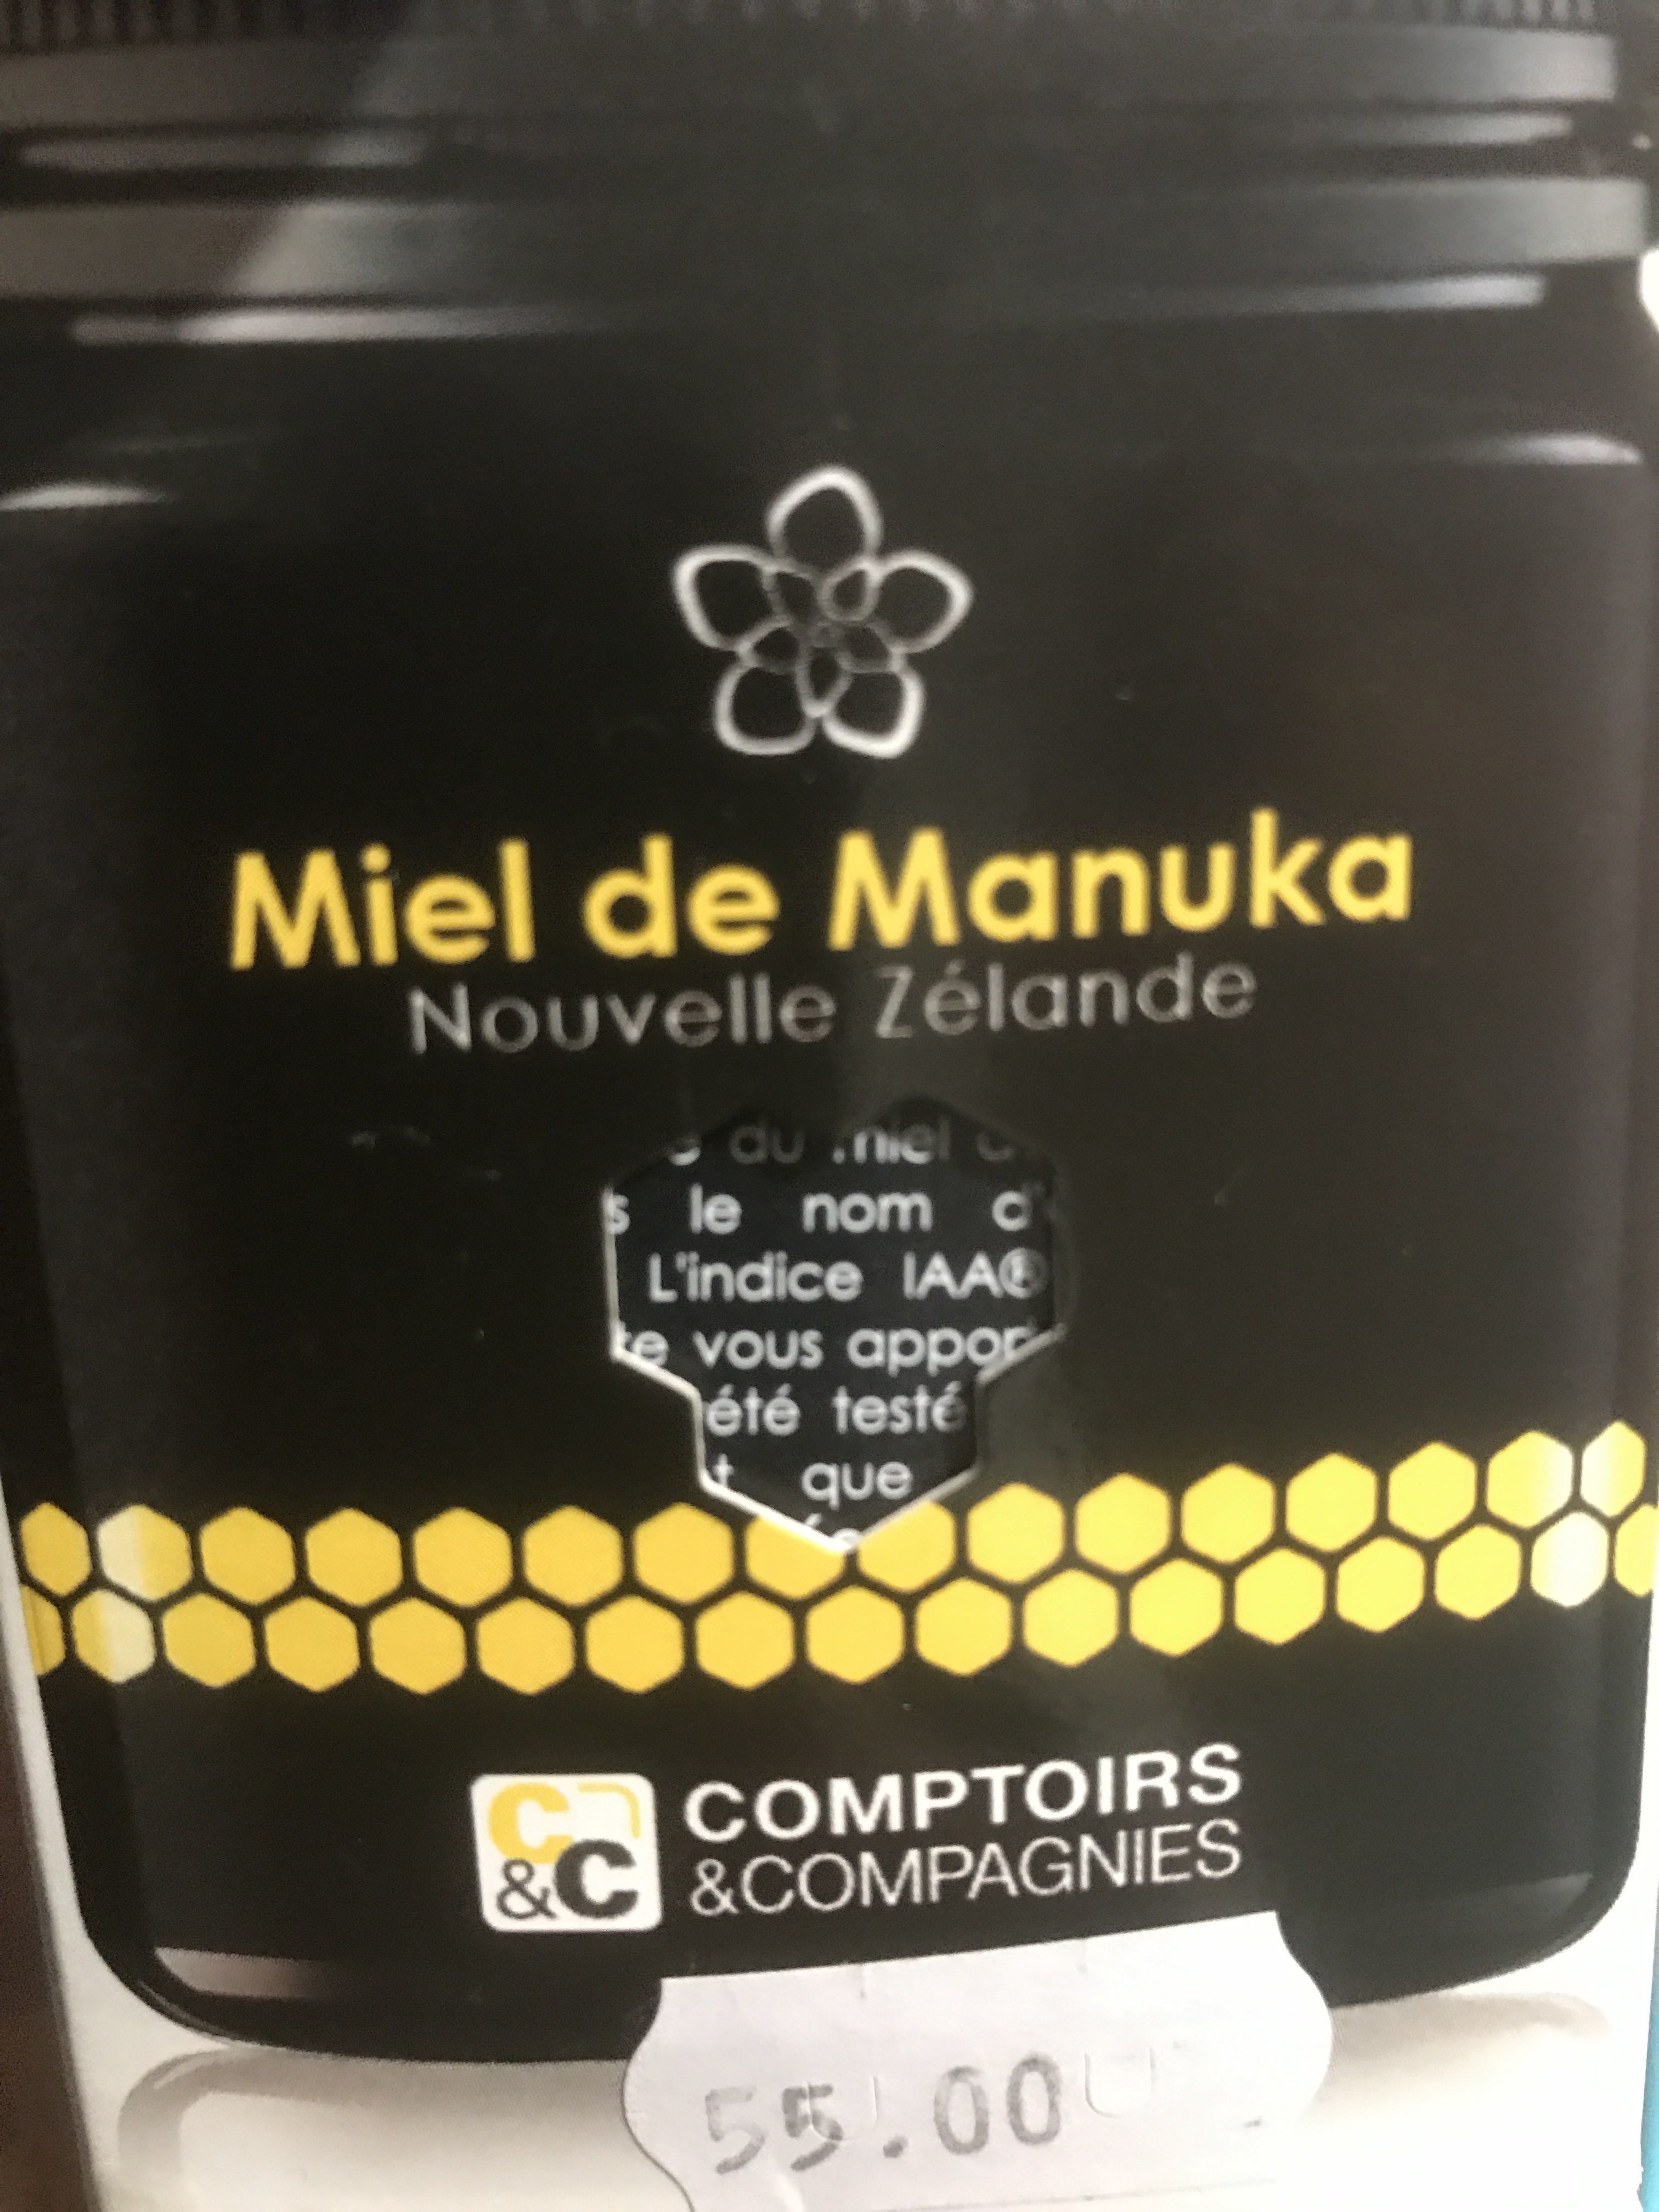 Miel de Manuka
Nouvelle Zélande
du miel
le nom d'
L'indice IAA®
vous appor
été testé
que
C
&C
COMPTOIRS
&COMPAGNIES
55.00